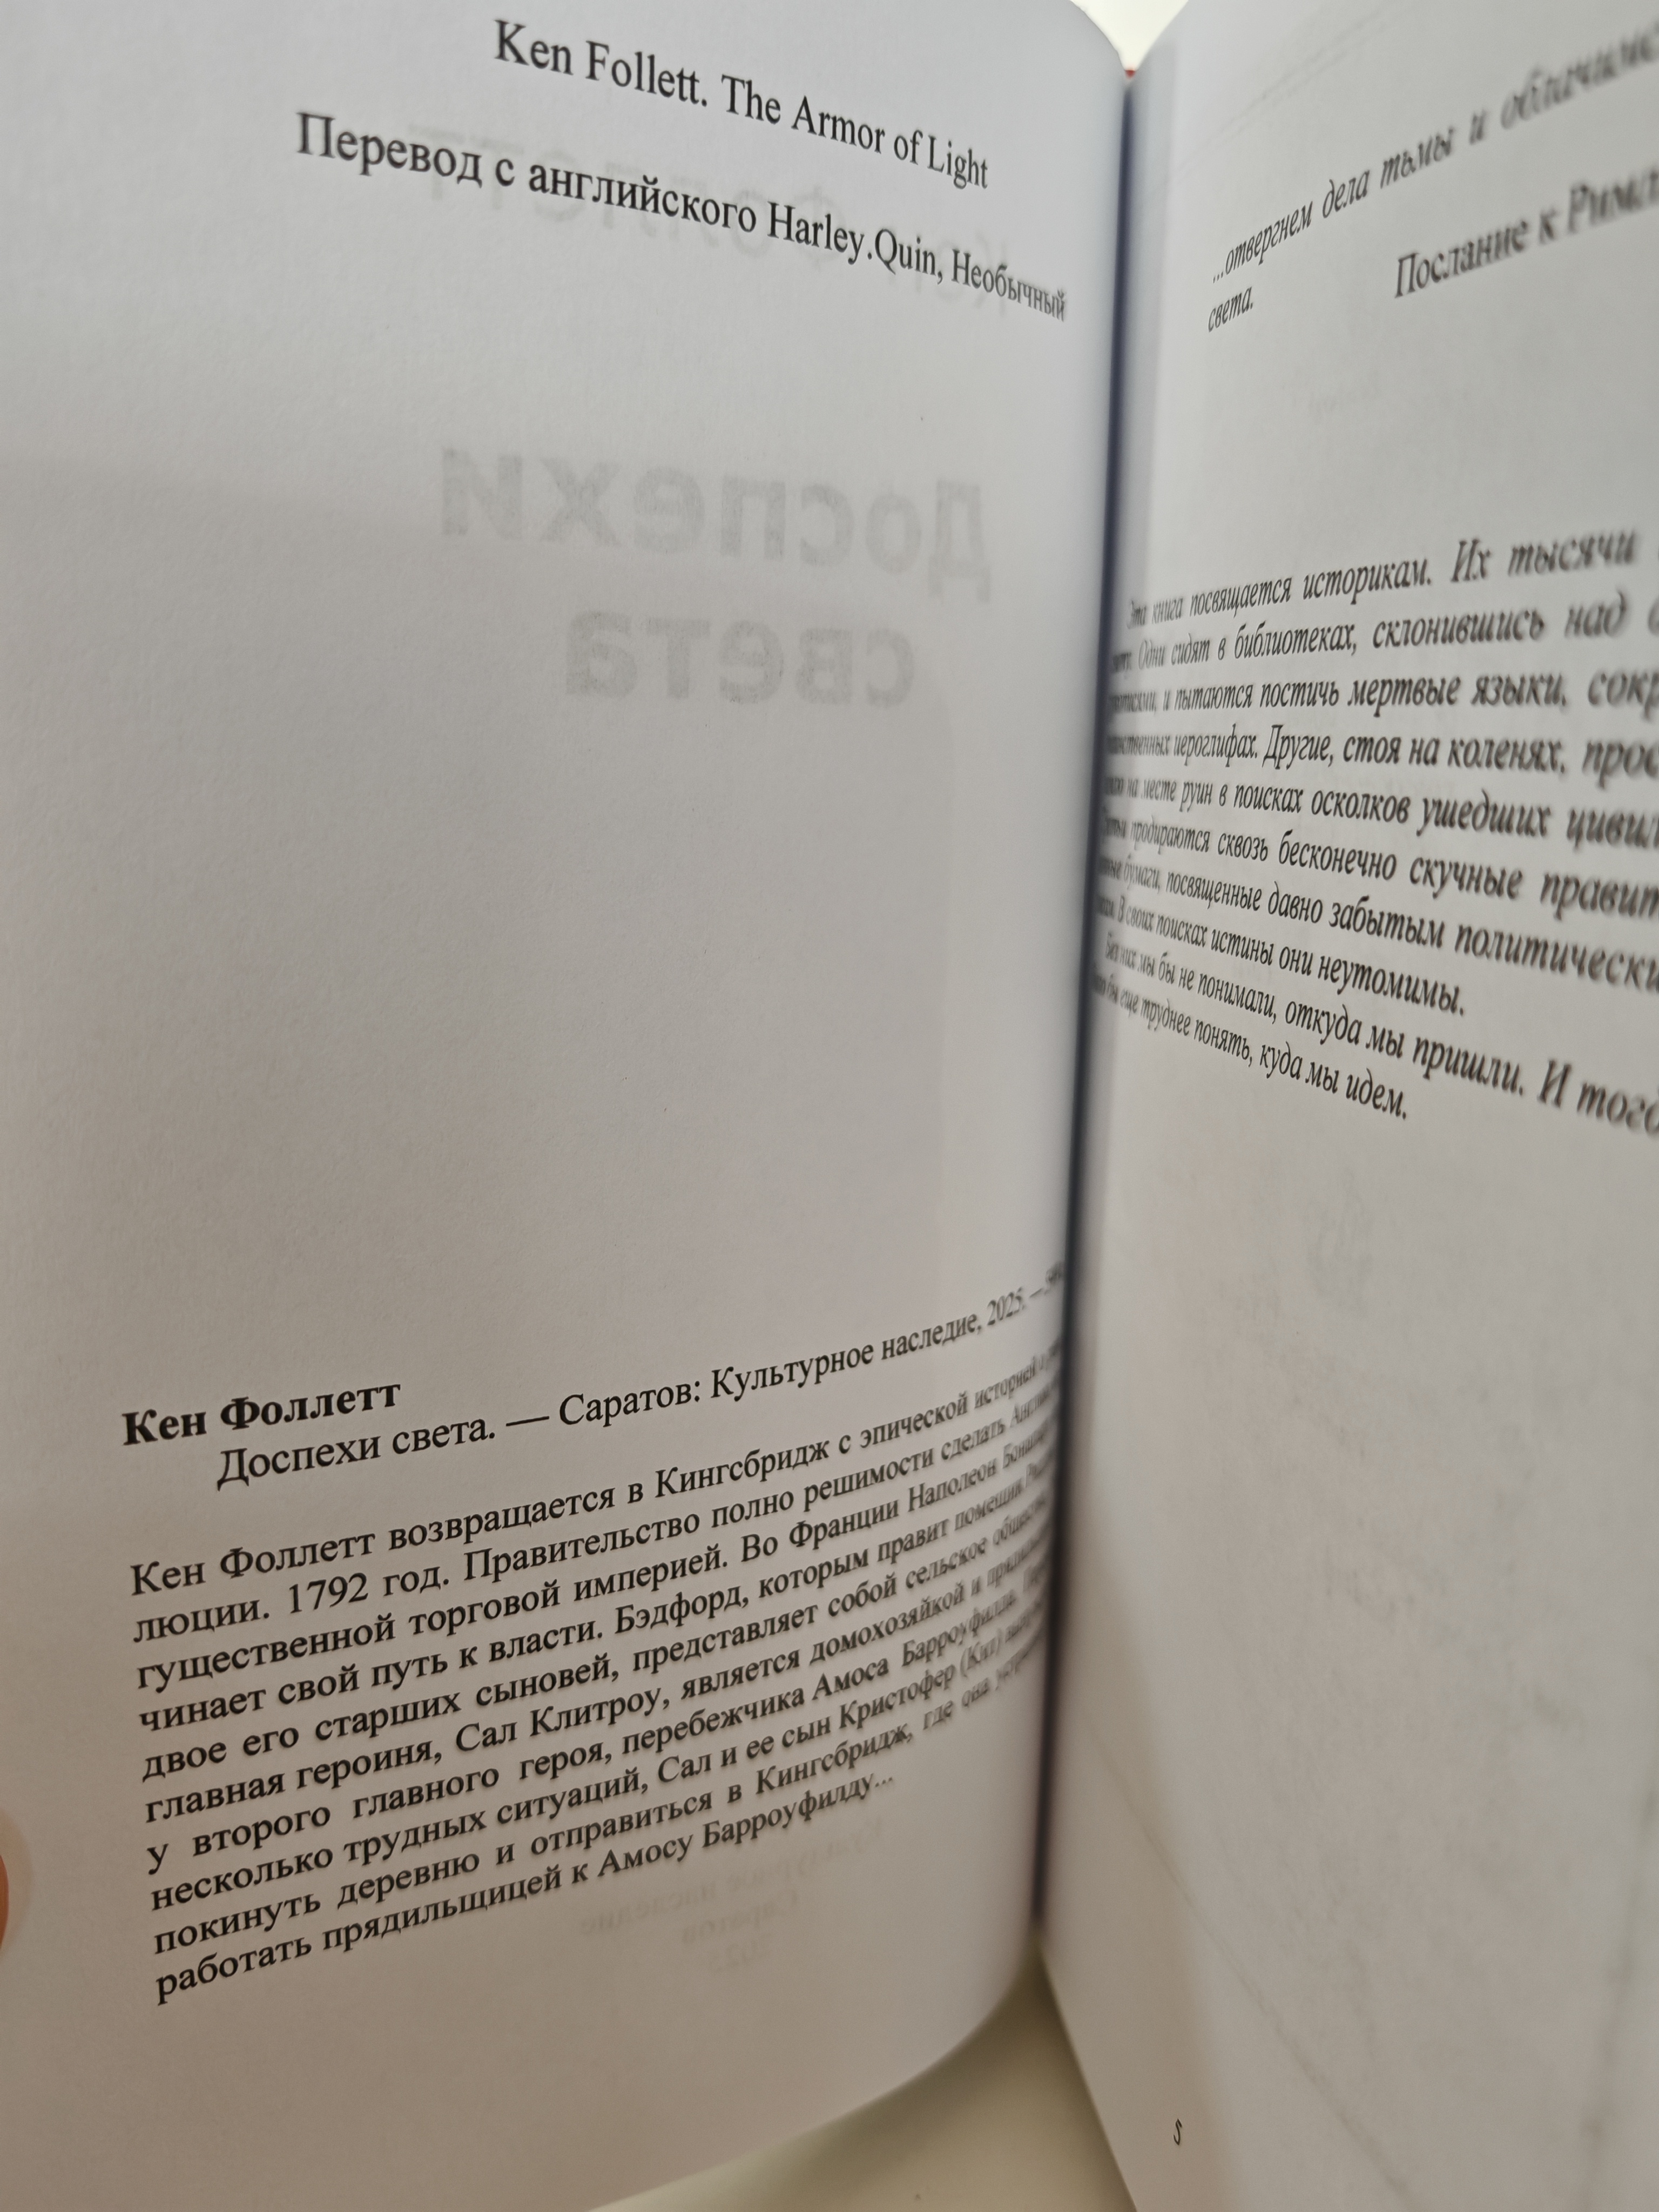 Ken Follett. The Armor of Light
Перевод с английского Harley.Quin, Необычный
Доспехи
света
Кен Фоллетт
Доспехи света. — Саратов: Культурное наследие, 2025. —
Кен Фоллетт возвращается в Кингсбридж с эпической историей
люции. 1792 год. Правительство полно решимости сделать
гущественной торговой империей. Во Франции Наполеон
чинает свой путь к власти. Бэдфорд, которым правит помещик
двое его старших сыновей, представляет собой сельское
главная героиня, Сал Клитроу, является домохозяйкой и
у второго главного героя, перебежчика Амоса Барроуфилда.
несколько трудных ситуаций, Сал и ее сын Кристофер (Кит)
покинуть деревню и отправиться в Кингсбридж, где она
работать прядильщицей к Амосу Барроуфилду...
...отвергнем дела тьмы и
света.
Послание к
Эта книга посвящается историкам. Их тысячи
Одни сидят в библиотеках, склонившись над
и пытаются постичь мертвые языки,
иероглифах. Другие, стоя на коленях,
на месте руин в поисках осколков ушедших
продираются сквозь бесконечно скучные
бумаги, посвященные давно забытым
В своих поисках истины они неутомимы.
Без них мы бы не понимали, откуда мы пришли. И
бы еще труднее понять, куда мы идем.
5